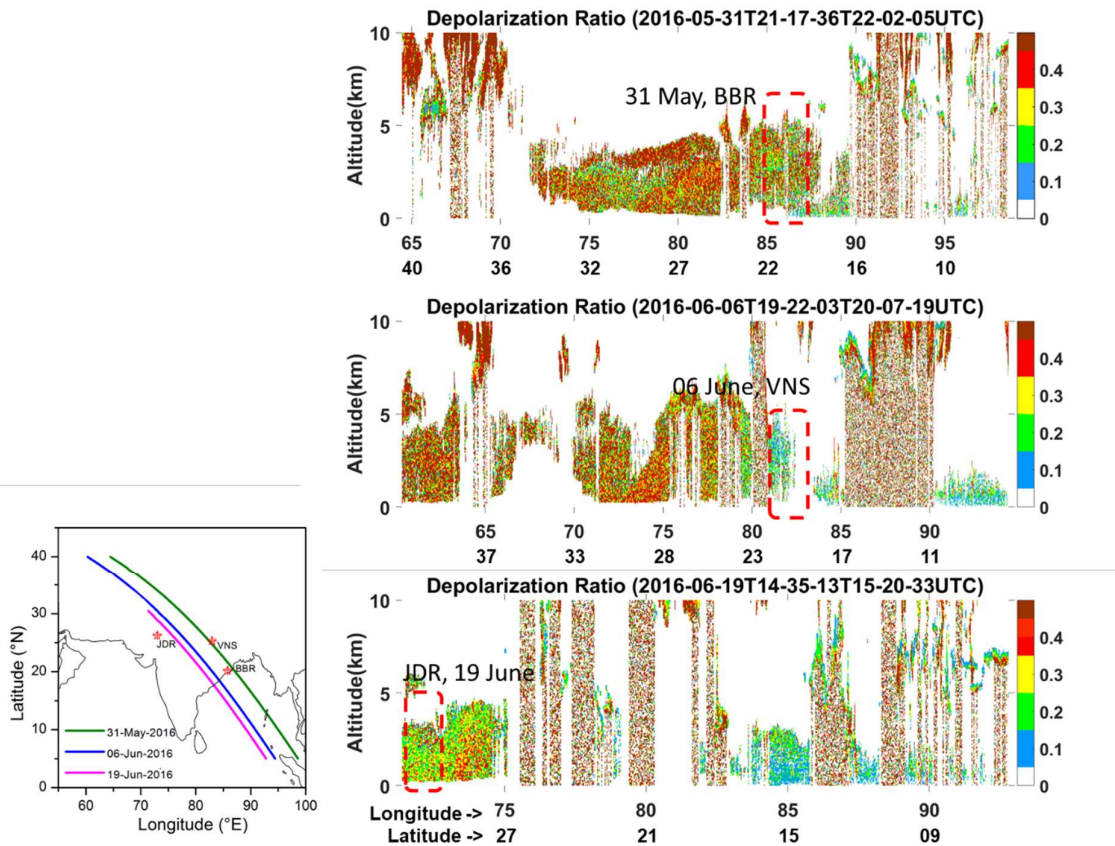 Depolarization Ratio (2016-05-31T21-17-36T22-02-05UTC)
10
5
0
Altitude(km)
31 May, BBR
0.4
0.3
0.2
0.1
0
65 70 75 80 85 90 95
40 36 32 27 22 16 10
Depolarization Ratio (2016-06-06T19-22-03T20-07-19UTC)
10
5
0
Altitude(km)
06 June, VNS
0.4
0.3
0.2
0.1
0
65 70 75 80 85 90
37 33 28 23 17 11
Depolarization Ratio (2016-06-19T14-35-13T15-20-33UTC)
10
5
0
Altitude(km)
JDR, 19 June
0.4
0.3
0.2
0.1
0
Longitude -> 75 80 85 90
Latitude -> 27 21 15 09
40
30
20
10
0
Latitude (°N)
JDR
VNS
BBR
31-May-2016
06-Jun-2016
19-Jun-2016
60 70 80 90 100
Longitude (°E)